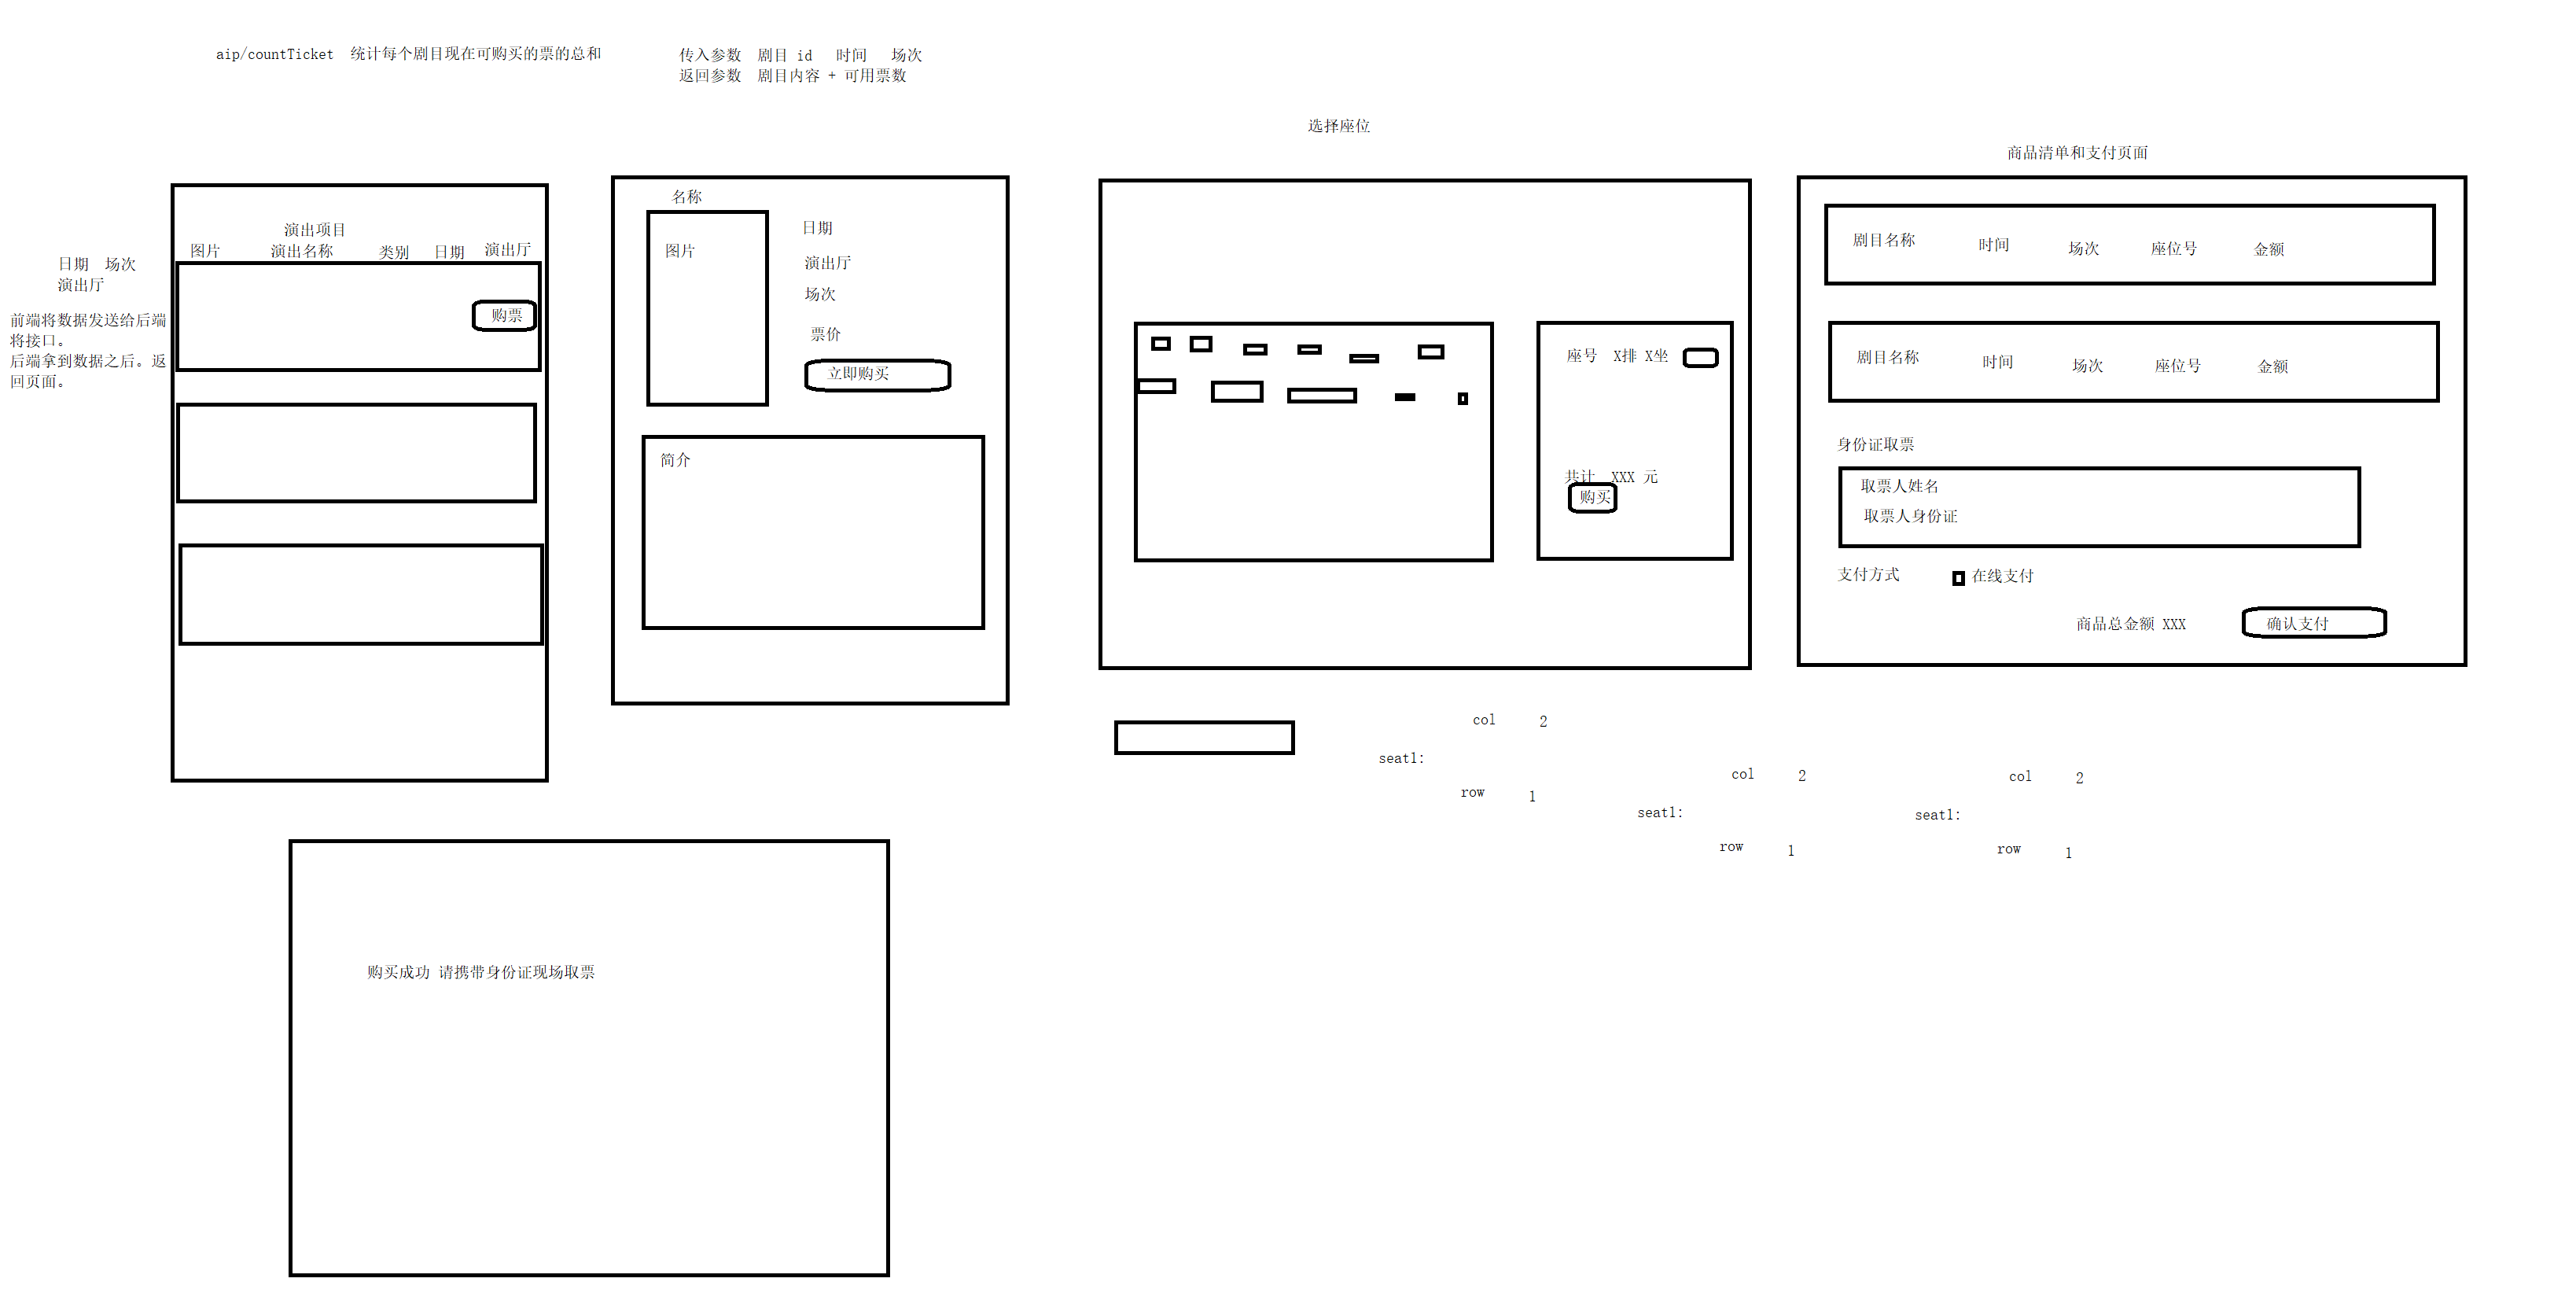 aip/countTicket 统计每个剧目现在可购买的票的总和
传入参数 剧目 id 时间 场次
返回参数 剧目内容 + 可用票数
日期 场次
演出厅
前端将数据发送给后端
将接口。
后端拿到数据之后。返
回页面。
演出项目
图片 演出名称 类别 日期 演出厅
购票
名称
图片
日期
演出厅
场次
票价
立即购买
简介
选择座位
座号 X排 X坐
共计 XXX 元
购买
商品清单和支付页面
剧目名称 时间 场次 座位号 金额
剧目名称 时间 场次 座位号 金额
身份证取票
取票人姓名
取票人身份证
支付方式 在线支付
商品总金额 XXX 确认支付
col 2
seat1:
row 1
col 2
seat1:
row 1
col 2
seat1:
row 1
购买成功 请携带身份证现场取票